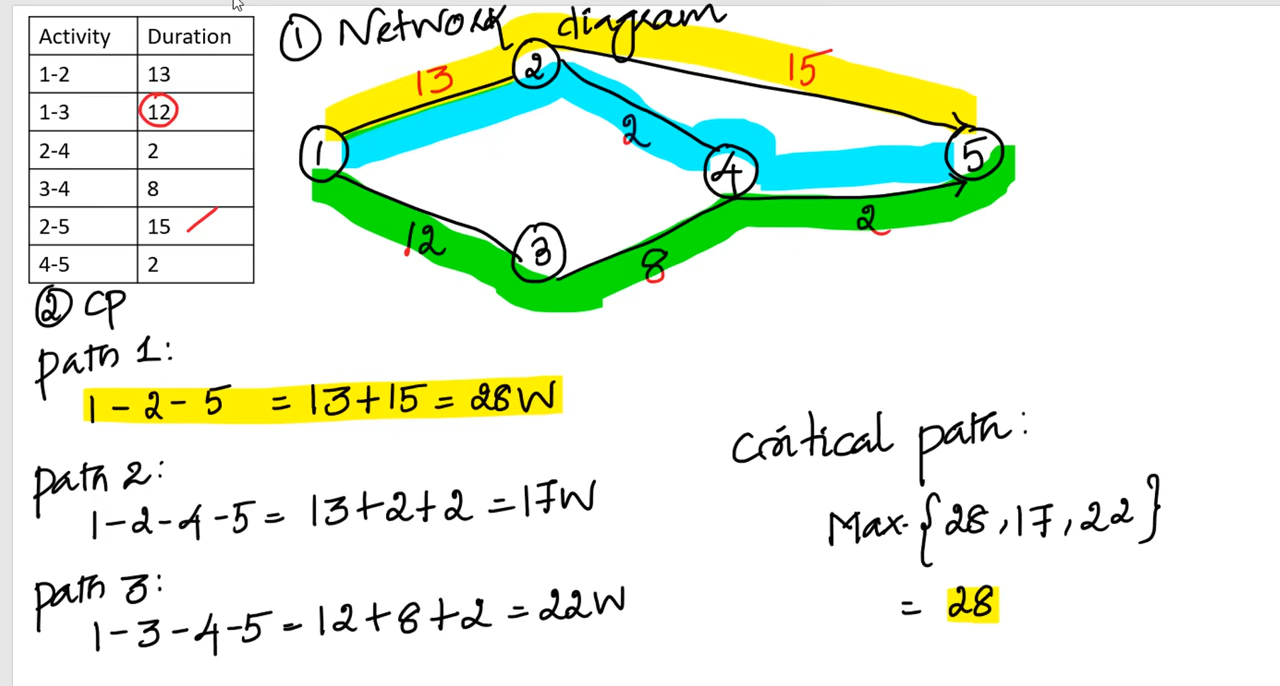 Activity Duration
1-2 13
1-3 12
2-4 2
3-4 8
2-5 15
4-5 2
① Network diagram
1
2
3
4
5
13
15
2
12
8
2
② CP
path 1:
1-2-5 = 13+15 = 28W
path 2:
1-2-4-5 = 13+2+2 = 17W
path 3:
1-3-4-5 = 12+8+2 = 22W
Critical path:
Max. {28, 17, 22}
= 28